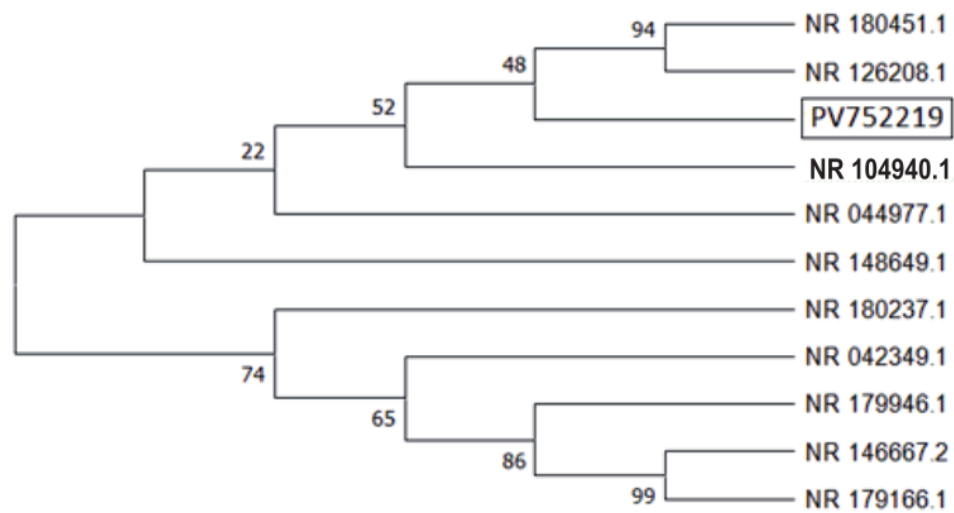 94
NR 180451.1
48
NR 126208.1
52
PV752219
22
NR 104940.1
NR 044977.1
NR 148649.1
NR 180237.1
74
NR 042349.1
65
NR 179946.1
86
NR 146667.2
99
NR 179166.1